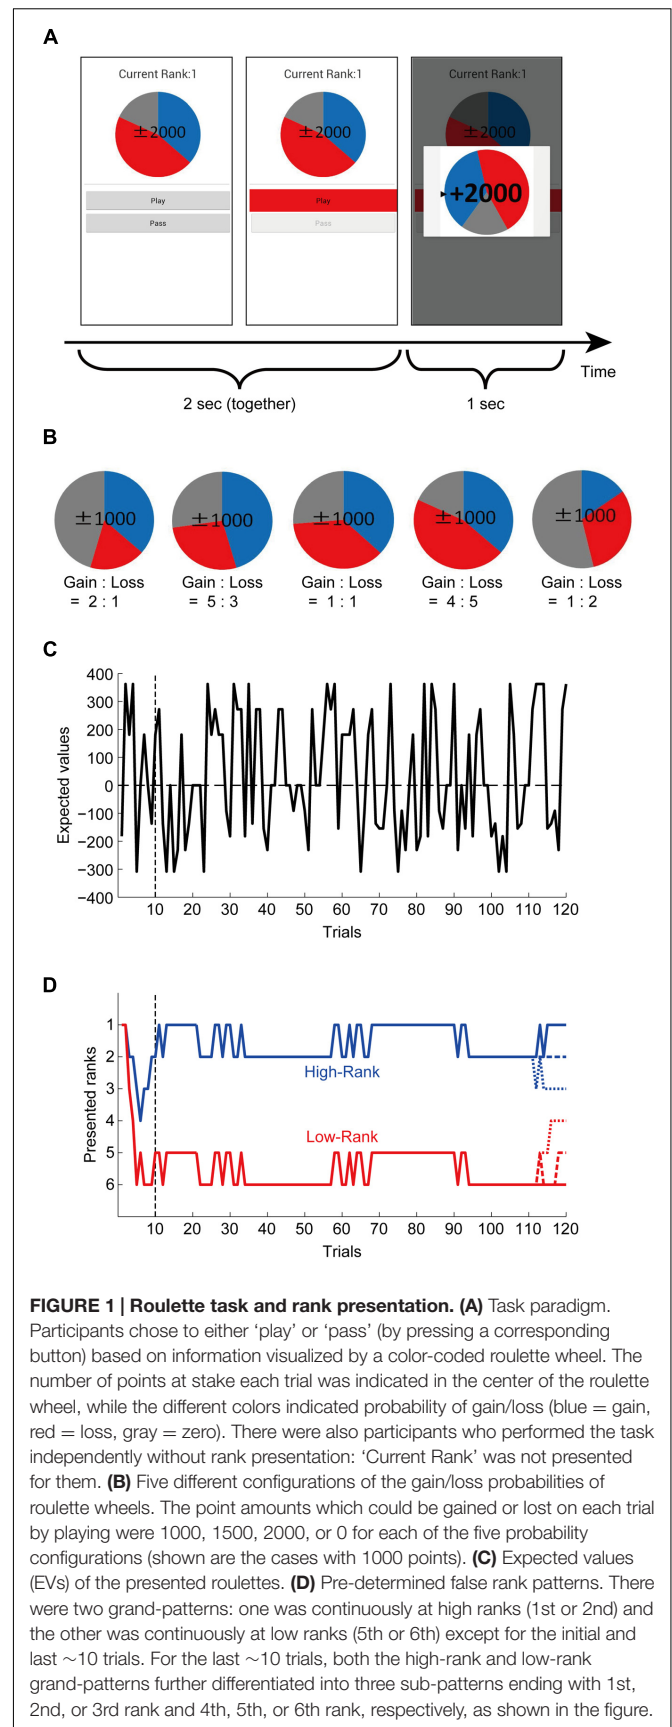 A
Current Rank:1
Current Rank:1
Current Rank:1
±2000
±2000
±2000
+2000
Play
Pass
Play
Pass
Time
2 sec (together)
1 sec
B
±1000
±1000
±1000
±1000
±1000
Gain : Loss
= 2 : 1
Gain : Loss
= 5 : 3
Gain : Loss
= 1 : 1
Gain : Loss
= 4 : 5
Gain : Loss
= 1 : 2
C
Expected values
400
300
200
100
0
−100
−200
−300
−400
10 20 30 40 50 60 70 80 90 100 110 120
Trials
D
Presented ranks
1
2
3
4
5
6
High-Rank
Low-Rank
10 20 30 40 50 60 70 80 90 100 110 120
Trials
FIGURE 1 | Roulette task and rank presentation. (A) Task paradigm.
Participants chose to either ‘play’ or ‘pass’ (by pressing a corresponding
button) based on information visualized by a color-coded roulette wheel. The
number of points at stake each trial was indicated in the center of the roulette
wheel, while the different colors indicated probability of gain/loss (blue = gain,
red = loss, gray = zero). There were also participants who performed the task
independently without rank presentation: ‘Current Rank’ was not presented
for them. (B) Five different configurations of the gain/loss probabilities of
roulette wheels. The point amounts which could be gained or lost on each trial
by playing were 1000, 1500, 2000, or 0 for each of the five probability
configurations (shown are the cases with 1000 points). (C) Expected values
(EVs) of the presented roulettes. (D) Pre-determined false rank patterns. There
were two grand-patterns: one was continuously at high ranks (1st or 2nd) and
the other was continuously at low ranks (5th or 6th) except for the initial and
last ∼10 trials. For the last ∼10 trials, both the high-rank and low-rank
grand-patterns further differentiated into three sub-patterns ending with 1st,
2nd, or 3rd rank and 4th, 5th, or 6th rank, respectively, as shown in the figure.